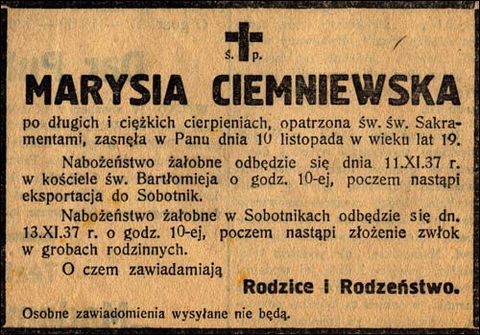 ś. p.
MARYSIA CIEMNIEWSKA
po długich i ciężkich cierpieniach, opatrzona św. św. Sakra-
mentami, zasnęła w Panu dnia 10 listopada w wieku lat 19.
Nabożeństwo żałobne odbędzie się dnia 11.XI.37 r.
w kościele św. Bartłomieja o godz. 10-ej, poczem nastąpi
eksportacja do Sobotnik.
Nabożeństwo żałobne w Sobotnikach odbędzie się dn.
13.XI.37 r. o godz. 10-ej, poczem nastąpi złożenie zwłok
w grobach rodzinnych.
O czem zawiadamiają
Rodzice i Rodzeństwo.
Osobne zawiadomienia wysyłane nie będą.